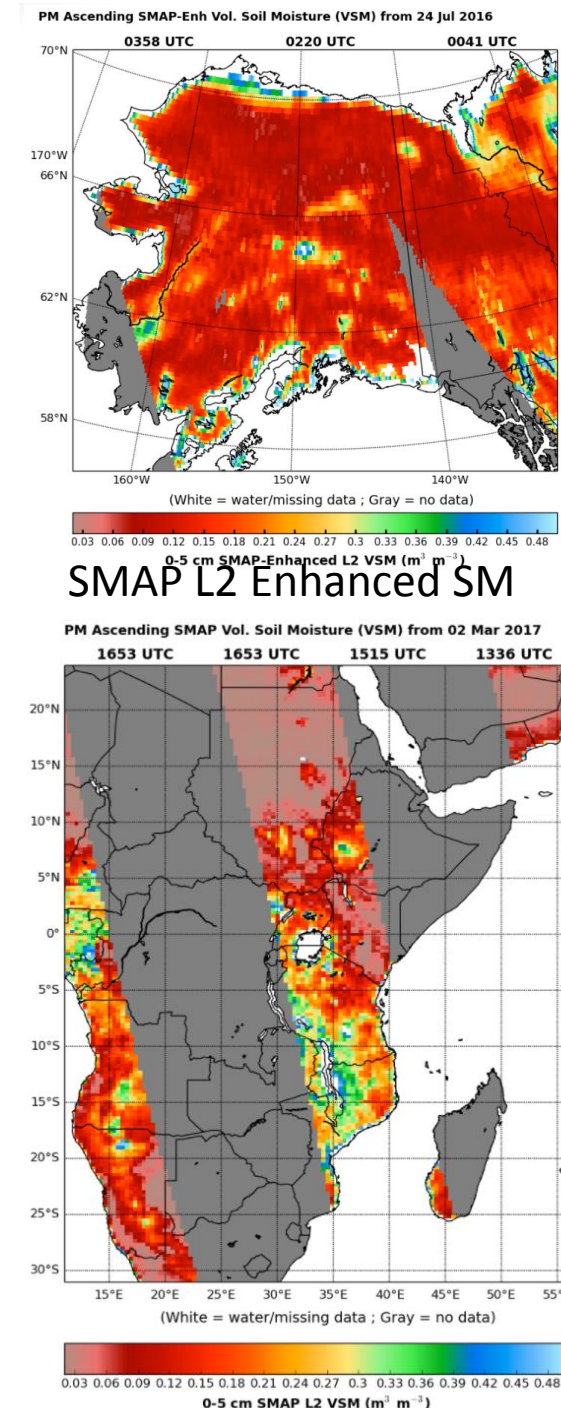 PM Ascending SMAP-Enh Vol. Soil Moisture (VSM) from 24 Jul 2016
0358 UTC 0220 UTC 0041 UTC
70°N
170°W
66°N
62°N
58°N
160°W 150°W 140°W
(White = water/missing data ; Gray = no data)
0.03 0.06 0.09 0.12 0.15 0.18 0.21 0.24 0.27 0.3 0.33 0.36 0.39 0.42 0.45 0.48
0-5 cm SMAP-Enhanced L2 VSM (m³ m⁻³)
SMAP L2 Enhanced SM
PM Ascending SMAP Vol. Soil Moisture (VSM) from 02 Mar 2017
1653 UTC 1653 UTC 1515 UTC 1336 UTC
20°N
15°N
10°N
5°N
0°
5°S
10°S
15°S
20°S
25°S
30°S
15°E 20°E 25°E 30°E 35°E 40°E 45°E 50°E 55°
(White = water/missing data ; Gray = no data)
0.03 0.06 0.09 0.12 0.15 0.18 0.21 0.24 0.27 0.3 0.33 0.36 0.39 0.42 0.45 0.48
0-5 cm SMAP L2 VSM (m³ m⁻³)